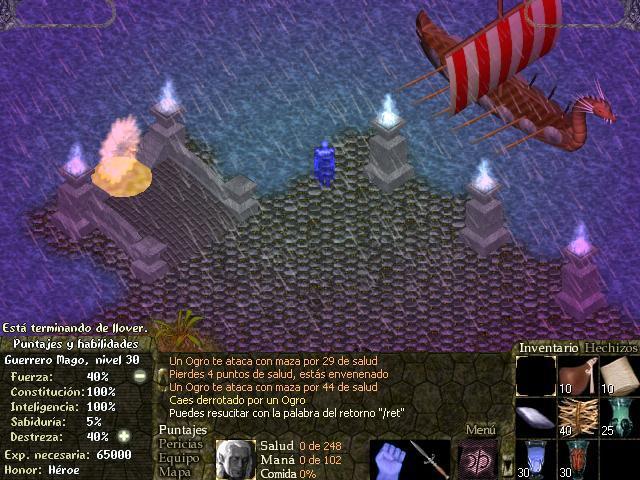 Está terminando de llover.
Puntajes y habilidades
Guerrero Mago, nivel 30
Fuerza: 40%
Constitución: 100%
Inteligencia: 100%
Sabiduría: 5%
Destreza: 40%
Exp. necesaria: 65000
Honor: Héroe
Un Ogro te ataca con maza por 29 de salud
Pierdes 4 puntos de salud, estás envenenado
Un Ogro te ataca con maza por 44 de salud
Caes derrotado por un Ogro
Puedes resucitar con la palabra del retorno "/ret"
Puntajes
Pericias
Equipo
Mapa
Salud 0 de 248
Maná 0 de 102
Comida 0%
Menú
Inventario Hechizos
10 10
40 25
30 30